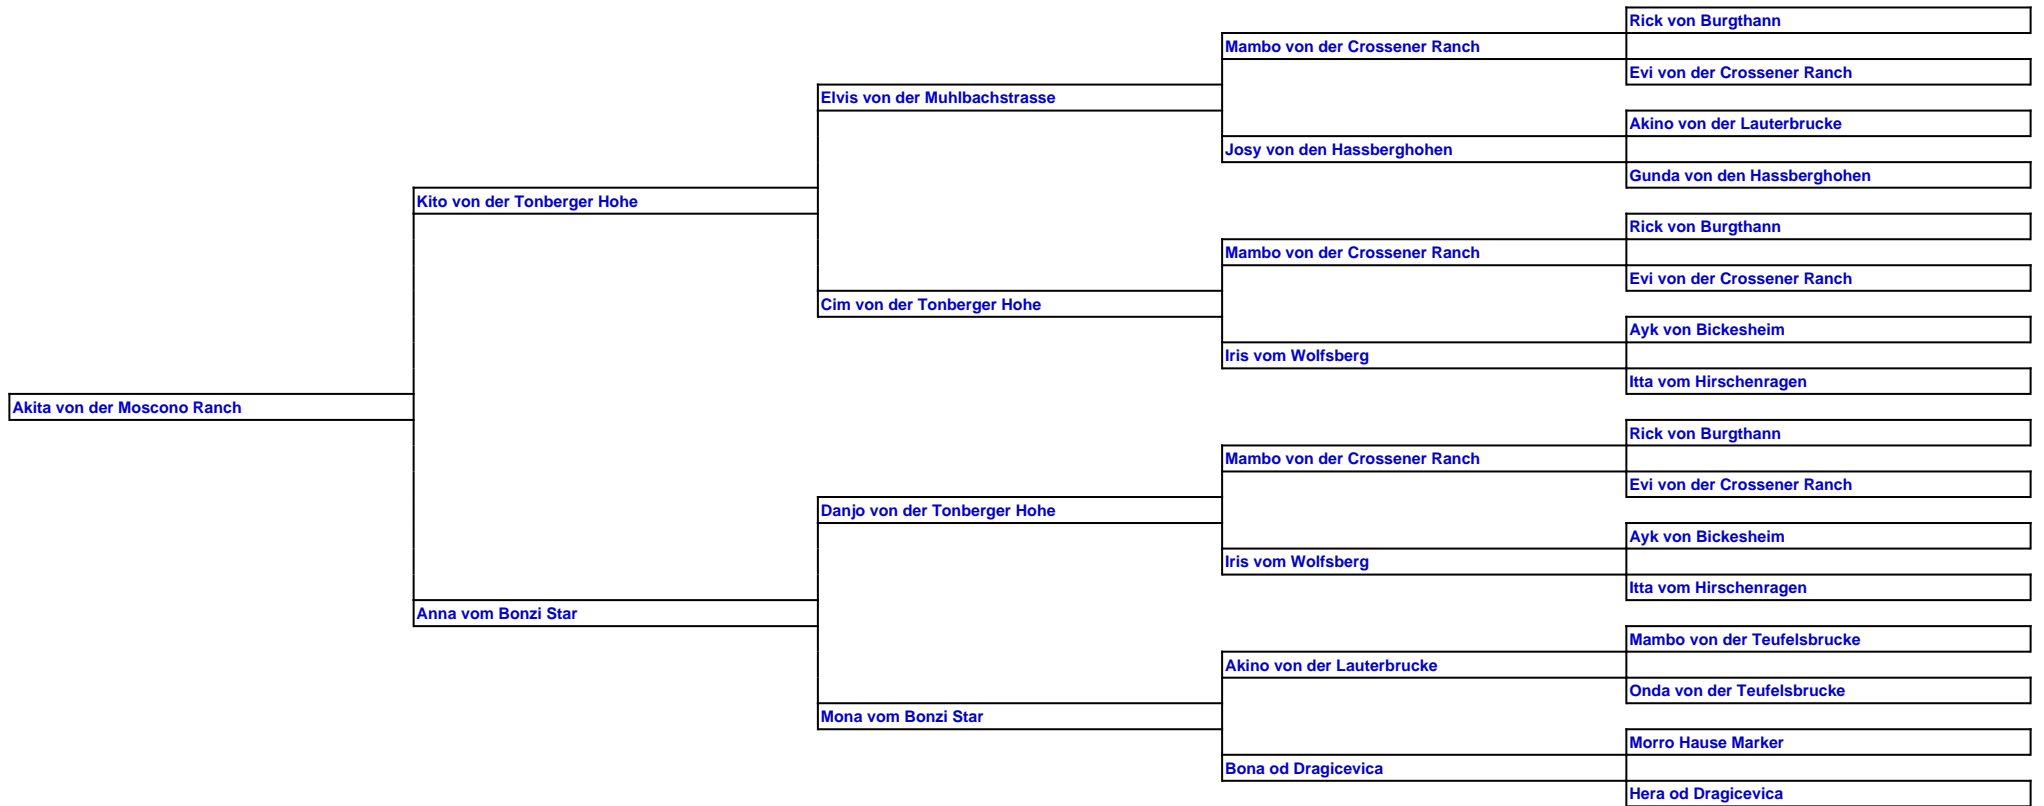 Rick von Burgthann
Mambo von der Crossener Ranch
Evi von der Crossener Ranch
Elvis von der Muhlbachstrasse
Akino von der Lauterbrucke
Josy von den Hassberghohen
Gunda von den Hassberghohen
Kito von der Tonberger Hohe
Rick von Burgthann
Mambo von der Crossener Ranch
Evi von der Crossener Ranch
Cim von der Tonberger Hohe
Ayk von Bickesheim
Iris vom Wolfsberg
Itta vom Hirschenragen
Akita von der Moscono Ranch
Rick von Burgthann
Mambo von der Crossener Ranch
Evi von der Crossener Ranch
Danjo von der Tonberger Hohe
Ayk von Bickesheim
Iris vom Wolfsberg
Itta vom Hirschenragen
Anna vom Bonzi Star
Mambo von der Teufelsbrucke
Akino von der Lauterbrucke
Onda von der Teufelsbrucke
Mona vom Bonzi Star
Morro Hause Marker
Bona od Dragicevica
Hera od Dragicevica